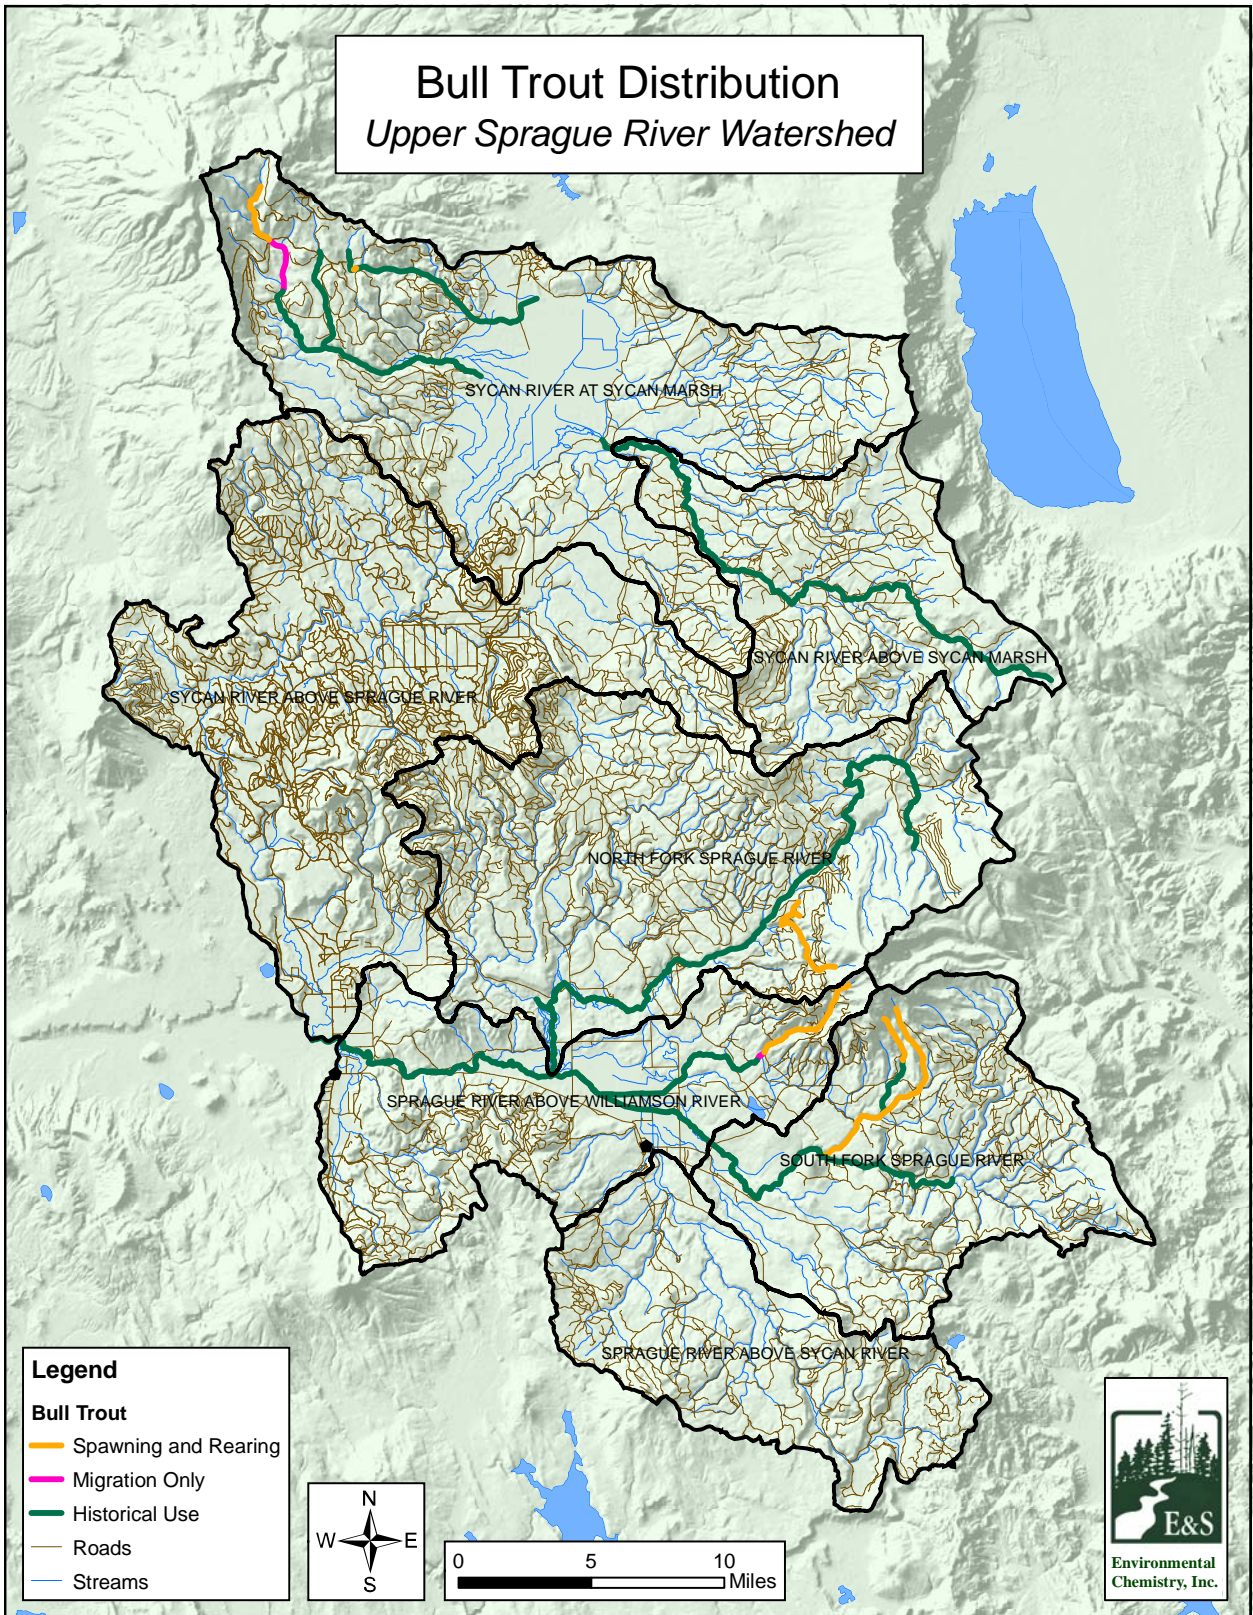 Bull Trout Distribution
Upper Sprague River Watershed
SYCAN RIVER AT SYCAN MARSH
SYCAN RIVER ABOVE SYCAN MARSH
SYCAN RIVER ABOVE SPRAGUE RIVER
NORTH FORK SPRAGUE RIVER
SPRAGUE RIVER ABOVE WILLIAMSON RIVER
SOUTH FORK SPRAGUE RIVER
SPRAGUE RIVER ABOVE SYCAN RIVER
Legend
Bull Trout
Spawning and Rearing
Migration Only
Historical Use
Roads
Streams
N
W E
S
0 5 10
Miles
E&S
Environmental
Chemistry, Inc.